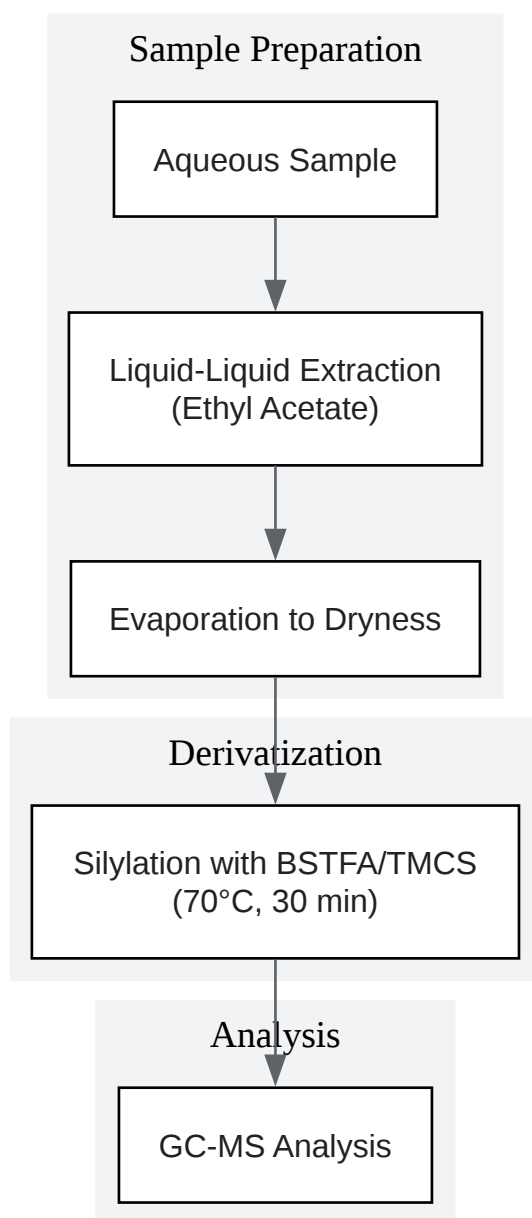 Sample Preparation
Aqueous Sample
Liquid-Liquid Extraction
(Ethyl Acetate)
Evaporation to Dryness
Derivatization
Silylation with BSTFA/TMCS
(70°C, 30 min)
Analysis
GC-MS Analysis